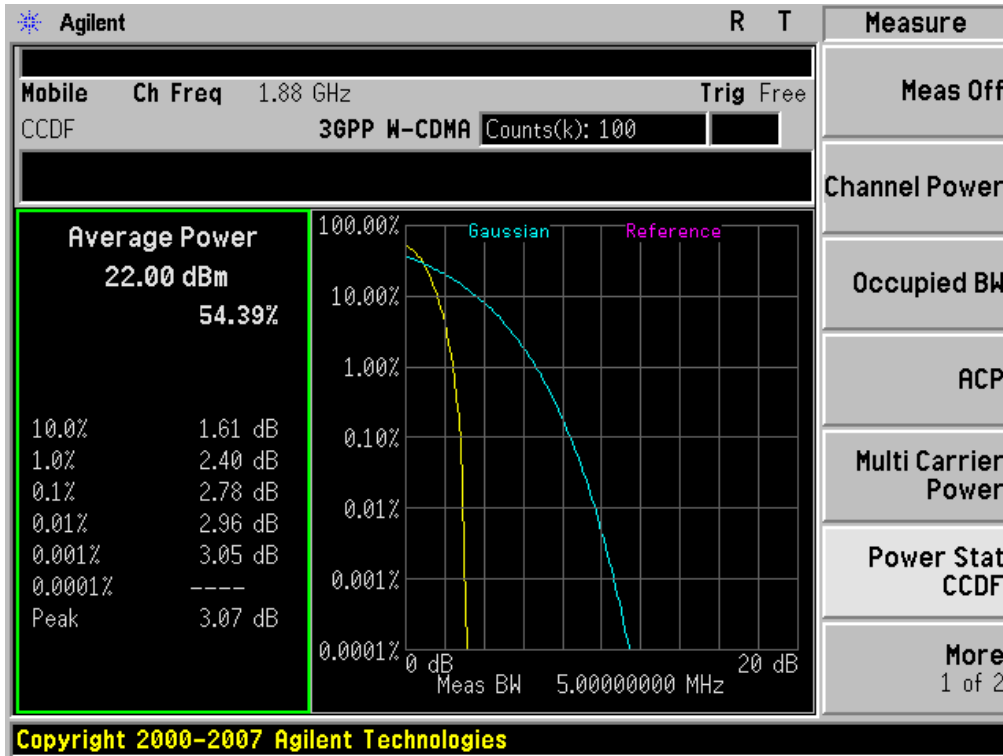 Agilent R T
Measure
Mobile Ch Freq 1.88 GHz Trig Free
CCDF 3GPP W-CDMA Counts(k): 100
Average Power
22.00 dBm
54.39%
10.0% 1.61 dB
1.0% 2.40 dB
0.1% 2.78 dB
0.01% 2.96 dB
0.001% 3.05 dB
0.0001% ----
Peak 3.07 dB
Gaussian Reference
100.00%
10.00%
1.00%
0.10%
0.01%
0.001%
0.0001%
0 dB 20 dB
Meas BW 5.00000000 MHz
Meas Off
Channel Power
Occupied BW
ACP
Multi Carrier
Power
Power Stat
CCDF
More
1 of 2
Copyright 2000-2007 Agilent Technologies